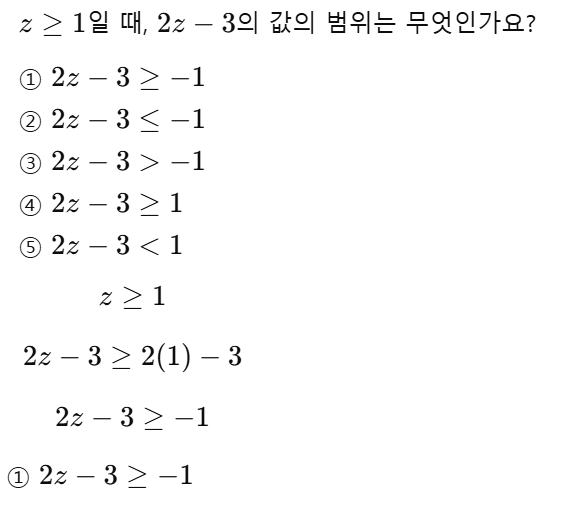 z ≥ 1일 때, 2z − 3의 값의 범위는 무엇인가요?
① 2z − 3 ≥ −1
② 2z − 3 ≤ −1
③ 2z − 3 > −1
④ 2z − 3 ≥ 1
⑤ 2z − 3 < 1
z ≥ 1
2z − 3 ≥ 2(1) − 3
2z − 3 ≥ −1
① 2z − 3 ≥ −1